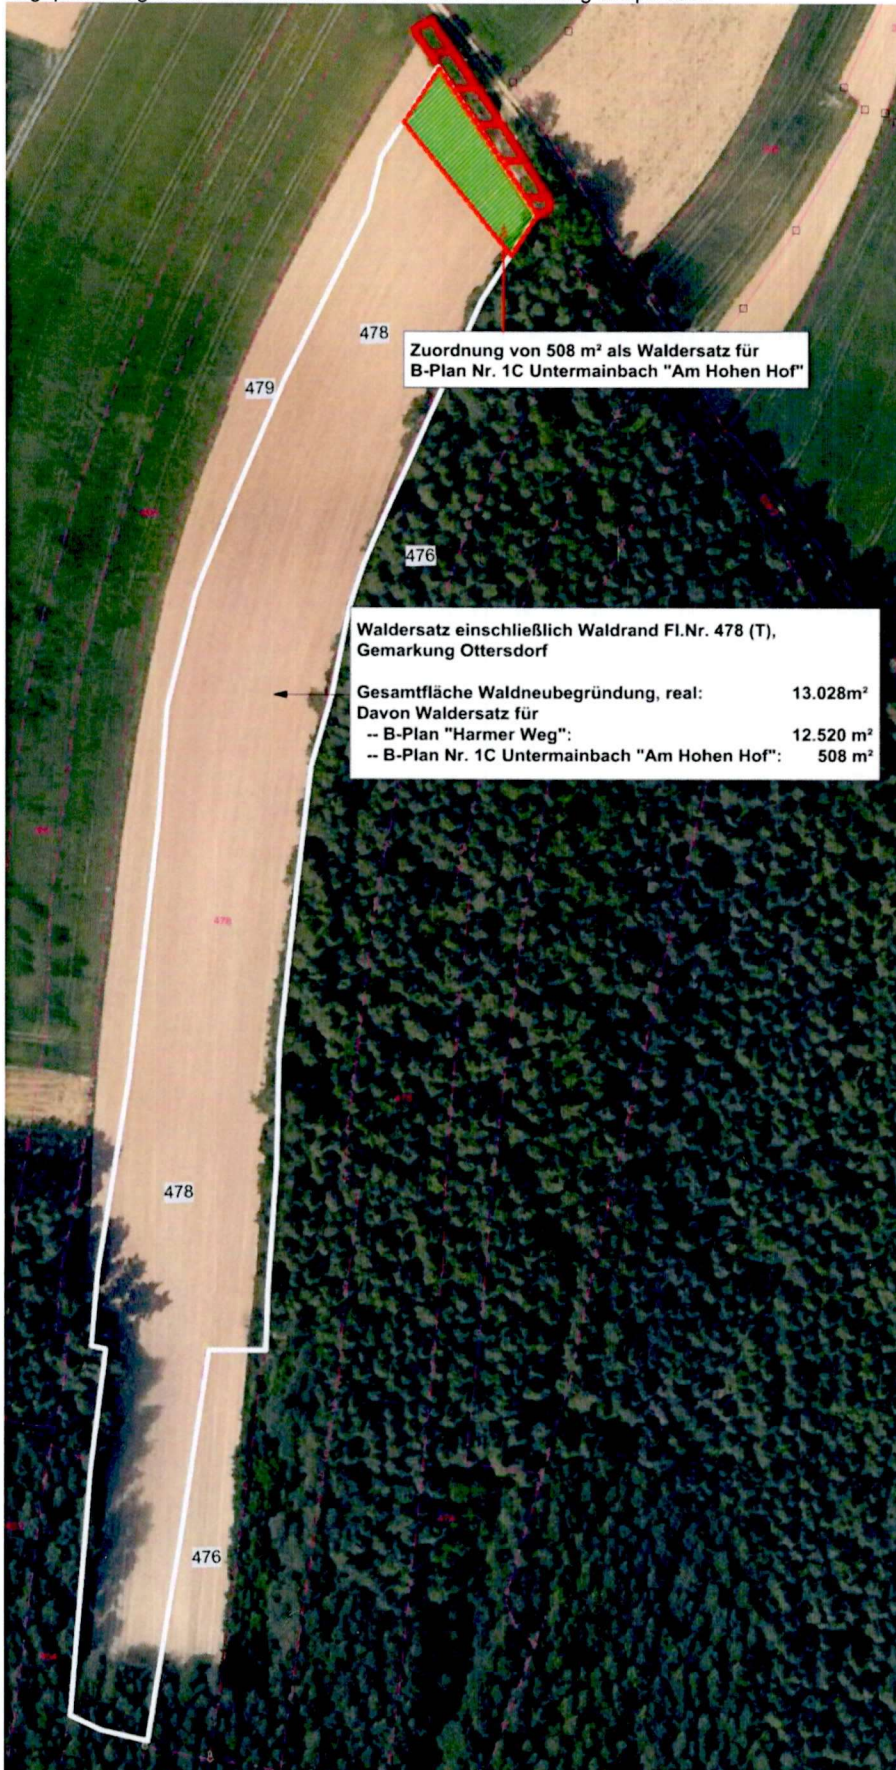 478
Zuordnung von 508 m² als Waldersatz für
B-Plan Nr. 1C Untermainbach "Am Hohen Hof"
479
476
Waldersatz einschließlich Waldrand Fl.Nr. 478 (T),
Gemarkung Ottersdorf
Gesamtfläche Waldneubegründung, real: 13.028m²
Davon Waldersatz für
-- B-Plan "Harmer Weg": 12.520 m²
-- B-Plan Nr. 1C Untermainbach "Am Hohen Hof": 508 m²
478
478
476